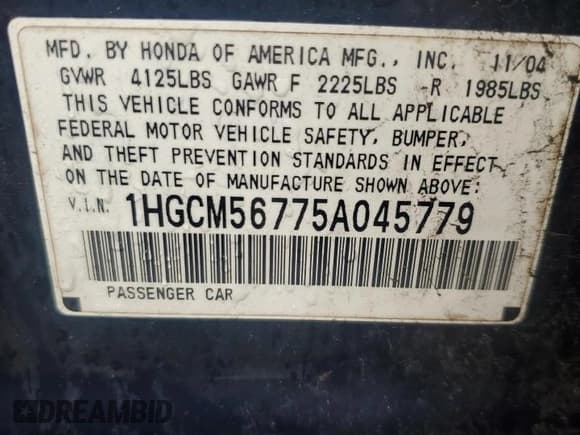 MFD. BY HONDA OF AMERICA MFG., INC. 11/04
GVWR 4125LBS GAWR F 2225LBS R 1985LBS
THIS VEHICLE CONFORMS TO ALL APPLICABLE
FEDERAL MOTOR VEHICLE SAFETY, BUMPER,
AND THEFT PREVENTION STANDARDS IN EFFECT
ON THE DATE OF MANUFACTURE SHOWN ABOVE:
V.I.N. 1HGCM56775A045779
PASSENGER CAR
DREAMBID